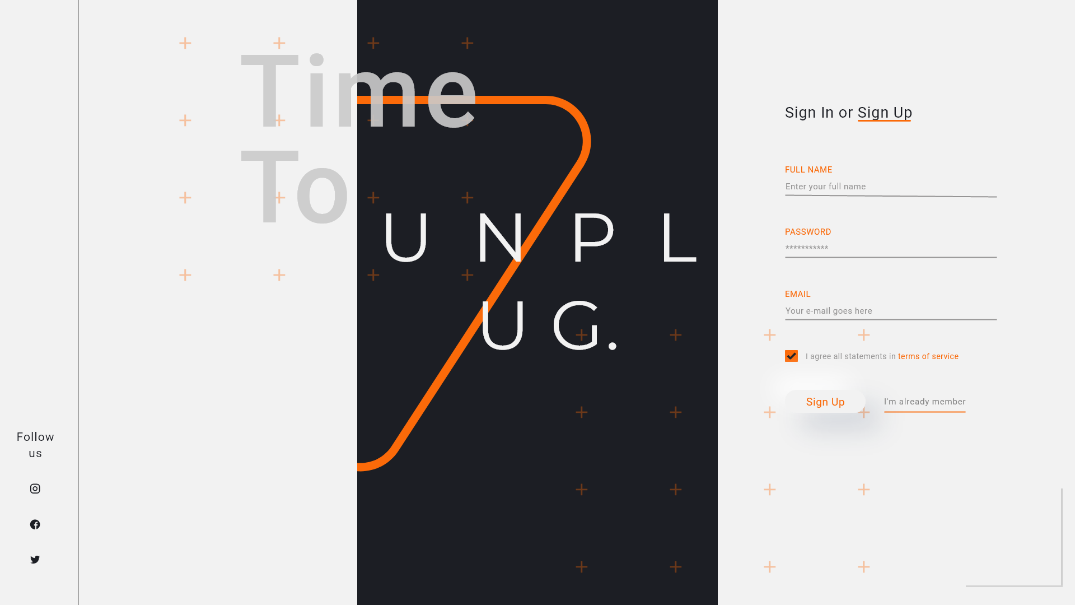 Time
To
U N P L
U G.
Sign In or Sign Up
FULL NAME
Enter your full name
PASSWORD
***********
EMAIL
Your e-mail goes here
I agree all statements in terms of service
Sign Up
I'm already member
Follow
us